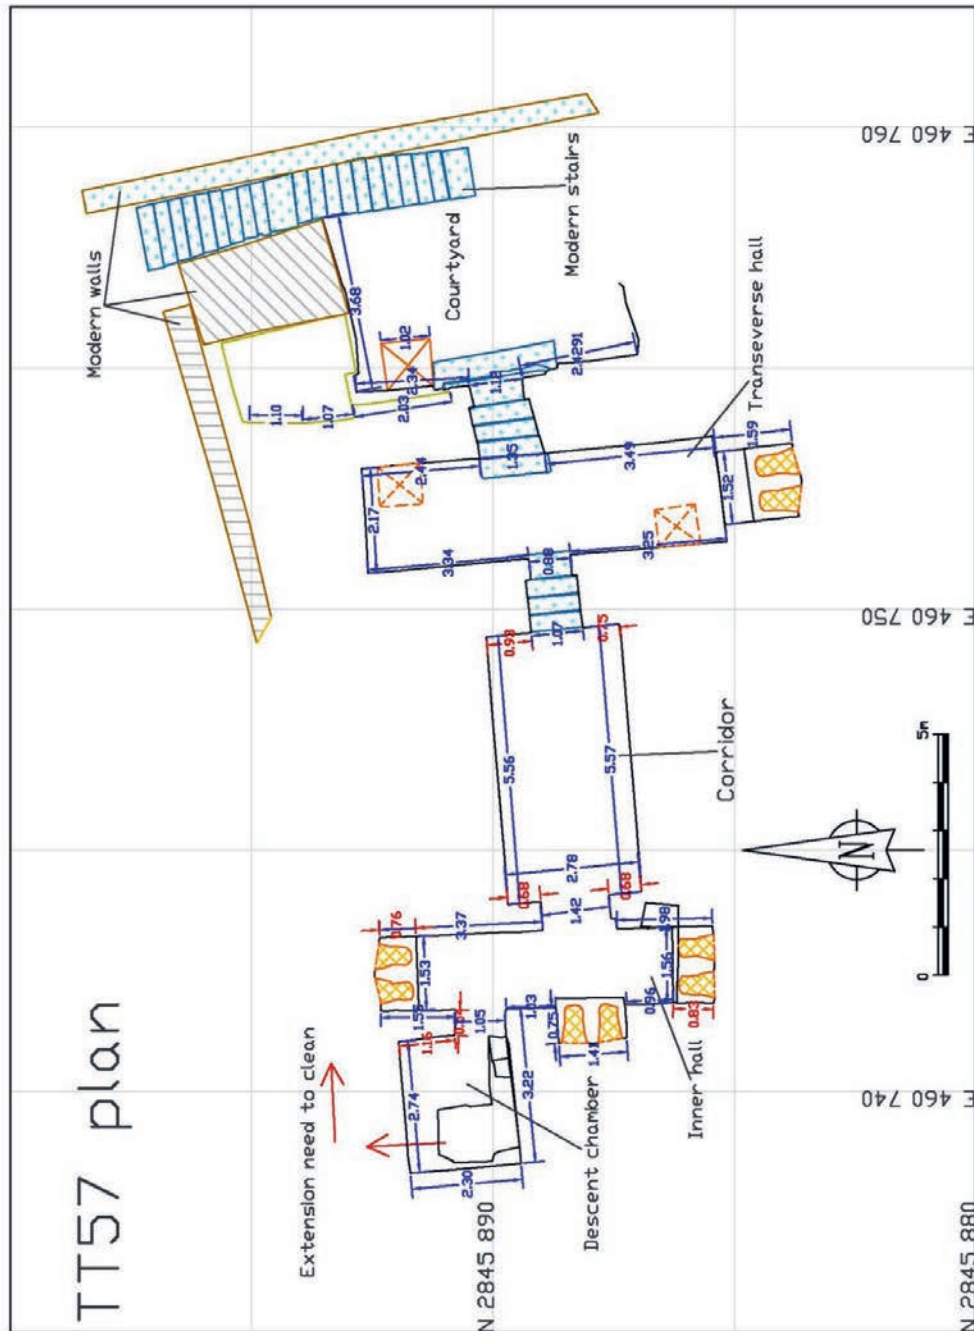 TT57 plan
Modern walls
Extension need to clean
1.10
1.07
2.03
3.68
1.02
2.34
1.12
2.4291
Courtyard
Modern stairs
2.17
2.44
1.35
3.49
3.34
0.88
3.25
1.52
1.59
Transeverse hall
0.93
1.07
0.75
5.56
5.57
2.78
Corridor
0.68
1.42
0.68
0.76
3.37
1.53
1.55
1.98
1.56
0.83
0.96
1.03
1.05
0.54
0.75
1.41
Inner hall
1.16
2.74
3.22
2.30
Descent chamber
N
0
5m
N 2845 890
N 2845 880
E 460 740
E 460 750
E 460 760